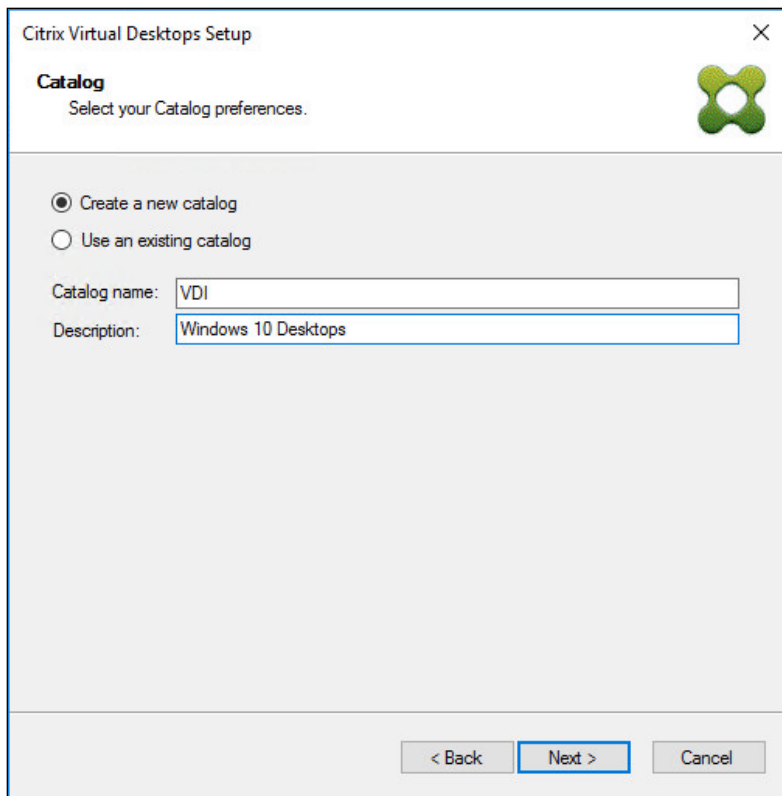 Citrix Virtual Desktops Setup
Catalog
Select your Catalog preferences.
Create a new catalog
Use an existing catalog
Catalog name: VDI
Description: Windows 10 Desktops
< Back Next > Cancel